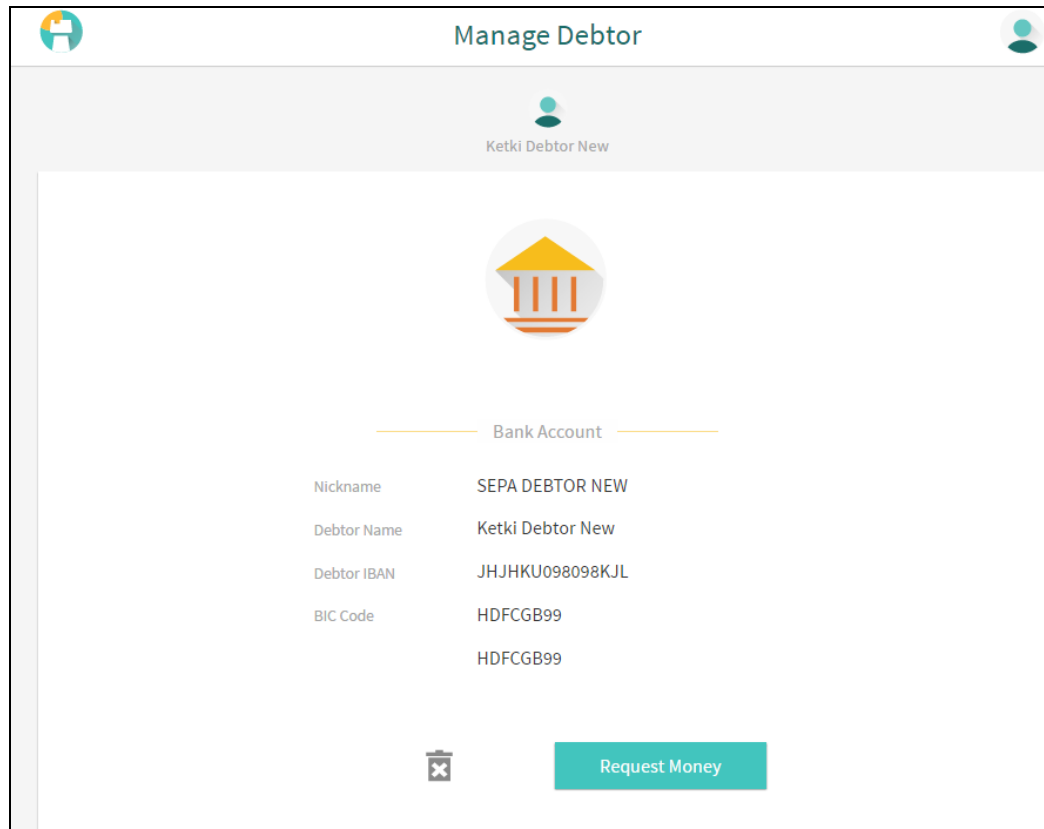 Manage Debtor
Ketki Debtor New
Bank Account
Nickname SEPA DEBTOR NEW
Debtor Name Ketki Debtor New
Debtor IBAN JHJHKU098098KJL
BIC Code HDFCGB99
HDFCGB99
Request Money